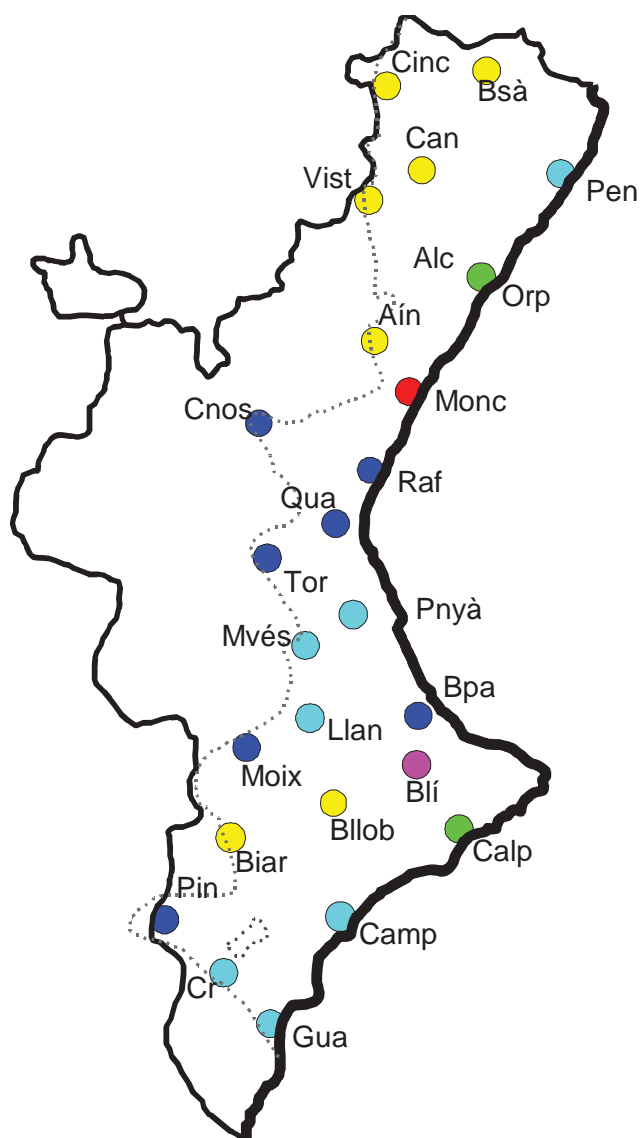 Cinc
Bsà
Can
Vist
Pen
Alc
Orp
Aín
Monc
Cnos
Raf
Qua
Tor
Pnyà
Mvés
Bpa
Llan
Moix
Blí
Bllob
Calp
Biar
Pin
Camp
Cr
Gua